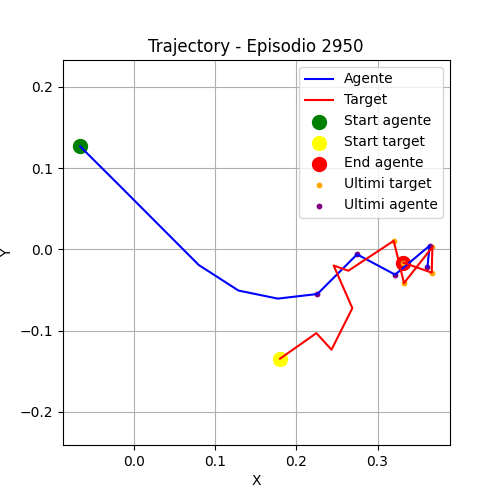 Trajectory - Episodio 2950
Agente
Target
Start agente
Start target
End agente
Ultimi target
Ultimi agente
0.2
0.1
0.0
−0.1
−0.2
Y
0.0
0.1
0.2
0.3
X